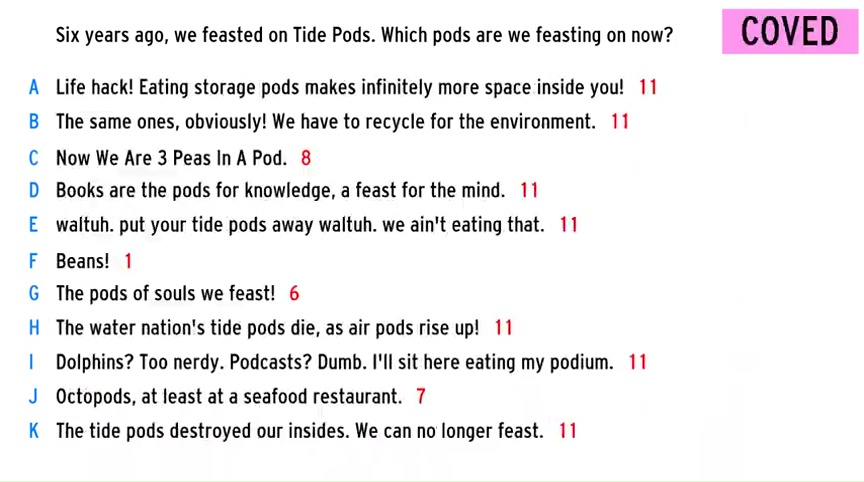 Six years ago, we feasted on Tide Pods. Which pods are we feasting on now?
COVED
A Life hack! Eating storage pods makes infinitely more space inside you! 11
B The same ones, obviously! We have to recycle for the environment. 11
C Now We Are 3 Peas In A Pod. 8
D Books are the pods for knowledge, a feast for the mind. 11
E waltuh. put your tide pods away waltuh. we ain't eating that. 11
F Beans! 1
G The pods of souls we feast! 6
H The water nation's tide pods die, as air pods rise up! 11
I Dolphins? Too nerdy. Podcasts? Dumb. I'll sit here eating my podium. 11
J Octopods, at least at a seafood restaurant. 7
K The tide pods destroyed our insides. We can no longer feast. 11